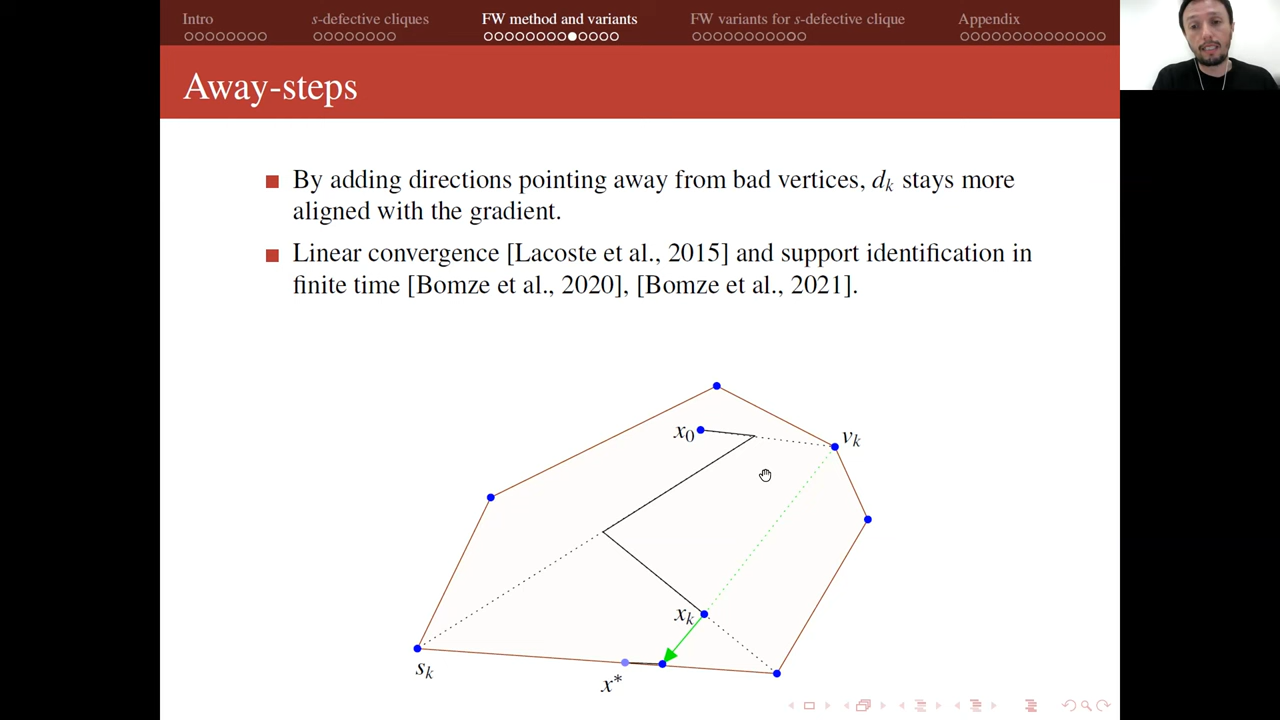 Intro
s-defective cliques
FW method and variants
FW variants for s-defective clique
Appendix
Away-steps
By adding directions pointing away from bad vertices, dₖ stays more
aligned with the gradient.
Linear convergence [Lacoste et al., 2015] and support identification in
finite time [Bomze et al., 2020], [Bomze et al., 2021].
x₀
vₖ
xₖ
sₖ
x*